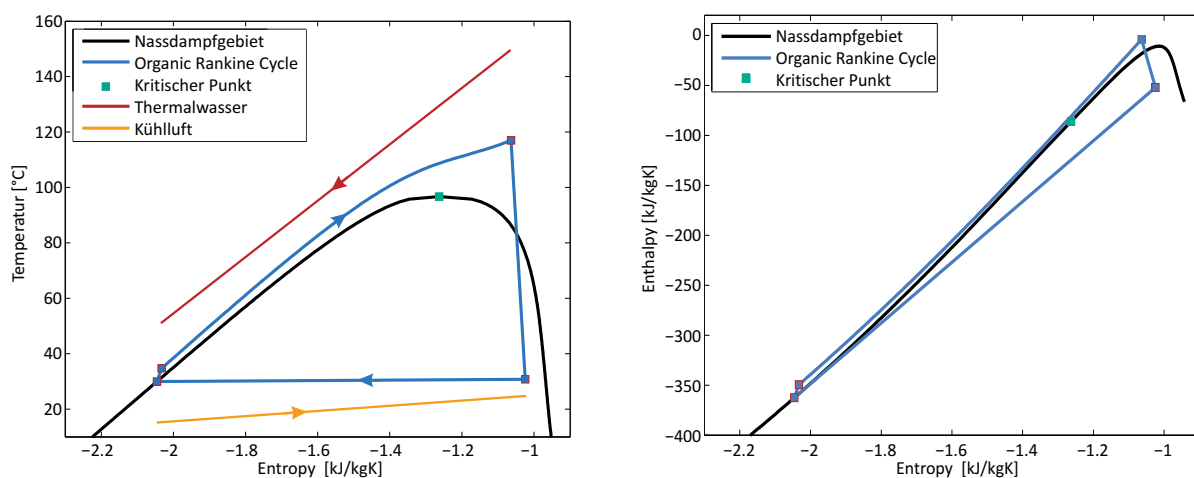 160
140
120
100
80
60
40
20
Temperatur [°C]
Nassdampfgebiet
Organic Rankine Cycle
Kritischer Punkt
Thermalwasser
Kühlluft
−2.2
−2
−1.8
−1.6
−1.4
−1.2
−1
Entropy [kJ/kgK]
0
−50
−100
−150
−200
−250
−300
−350
−400
Enthalpy [kJ/kgK]
Nassdampfgebiet
Organic Rankine Cycle
Kritischer Punkt
−2.2
−2
−1.8
−1.6
−1.4
−1.2
−1
Entropy [kJ/kgK]